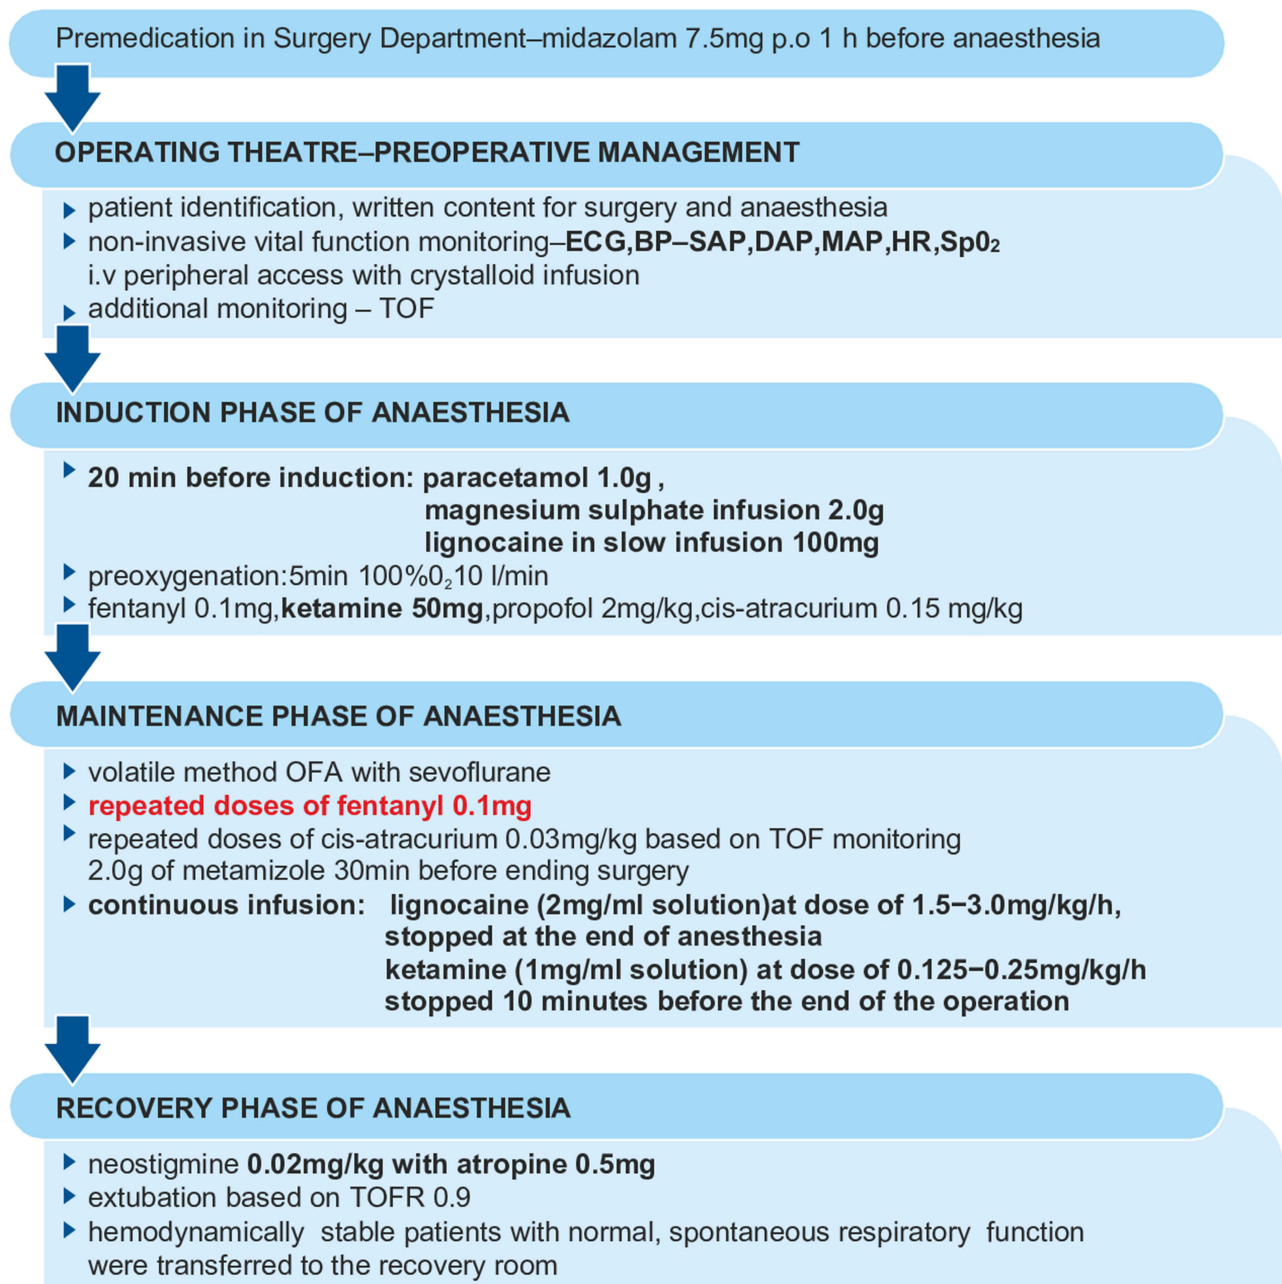 Premedication in Surgery Department–midazolam 7.5mg p.o 1 h before anaesthesia
OPERATING THEATRE–PREOPERATIVE MANAGEMENT
patient identification, written content for surgery and anaesthesia
non-invasive vital function monitoring–ECG,BP–SAP,DAP,MAP,HR,Sp0₂
i.v peripheral access with crystalloid infusion
additional monitoring – TOF
INDUCTION PHASE OF ANAESTHESIA
20 min before induction: paracetamol 1.0g ,
magnesium sulphate infusion 2.0g
lignocaine in slow infusion 100mg
preoxygenation:5min 100%0₂10 l/min
fentanyl 0.1mg,ketamine 50mg,propofol 2mg/kg,cis-atracurium 0.15 mg/kg
MAINTENANCE PHASE OF ANAESTHESIA
volatile method OFA with sevoflurane
repeated doses of fentanyl 0.1mg
repeated doses of cis-atracurium 0.03mg/kg based on TOF monitoring
2.0g of metamizole 30min before ending surgery
continuous infusion: lignocaine (2mg/ml solution)at dose of 1.5−3.0mg/kg/h,
stopped at the end of anesthesia
ketamine (1mg/ml solution) at dose of 0.125−0.25mg/kg/h
stopped 10 minutes before the end of the operation
RECOVERY PHASE OF ANAESTHESIA
neostigmine 0.02mg/kg with atropine 0.5mg
extubation based on TOFR 0.9
hemodynamically stable patients with normal, spontaneous respiratory function
were transferred to the recovery room